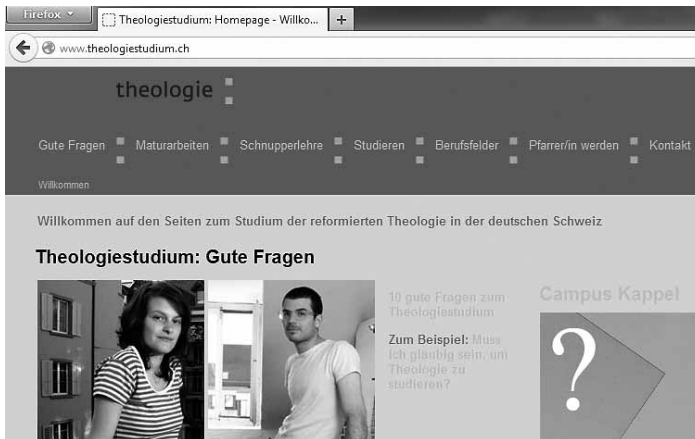 Firefox
Theologiestudium: Homepage - Willko...
www.theologiestudium.ch
theologie
Gute Fragen Maturarbeiten Schnupperlehre Studieren Berufsfelder Pfarrer/in werden Kontakt
Willkommen
Willkommen auf den Seiten zum Studium der reformierten Theologie in der deutschen Schweiz
Theologiestudium: Gute Fragen
10 gute Fragen zum
Theologiestudium
Zum Beispiel: Muss
ich gläubig sein, um
Theologie zu
studieren?
Campus Kappel
?